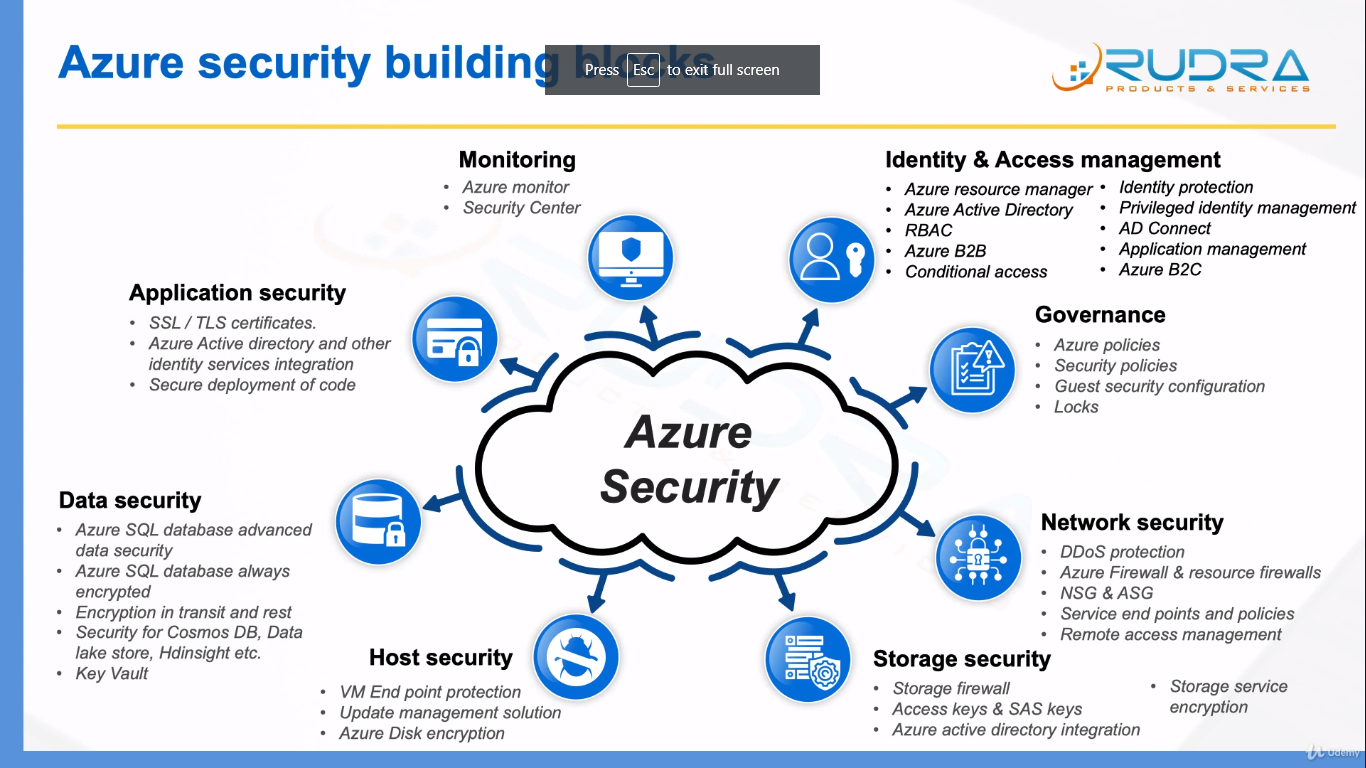 Azure security building blocks
Press Esc to exit full screen
RUDRA
PRODUCTS & SERVICES
Monitoring
• Azure monitor
• Security Center
Identity & Access management
• Azure resource manager
• Azure Active Directory
• RBAC
• Azure B2B
• Conditional access
• Identity protection
• Privileged identity management
• AD Connect
• Application management
• Azure B2C
Application security
• SSL / TLS certificates.
• Azure Active directory and other
identity services integration
• Secure deployment of code
Governance
• Azure policies
• Security policies
• Guest security configuration
• Locks
Azure
Security
Data security
• Azure SQL database advanced
data security
• Azure SQL database always
encrypted
• Encryption in transit and rest
• Security for Cosmos DB, Data
lake store, Hdinsight etc.
• Key Vault
Network security
• DDoS protection
• Azure Firewall & resource firewalls
• NSG & ASG
• Service end points and policies
• Remote access management
Host security
• VM End point protection
• Update management solution
• Azure Disk encryption
Storage security
• Storage firewall
• Access keys & SAS keys
• Azure active directory integration
• Storage service
encryption
Udemy